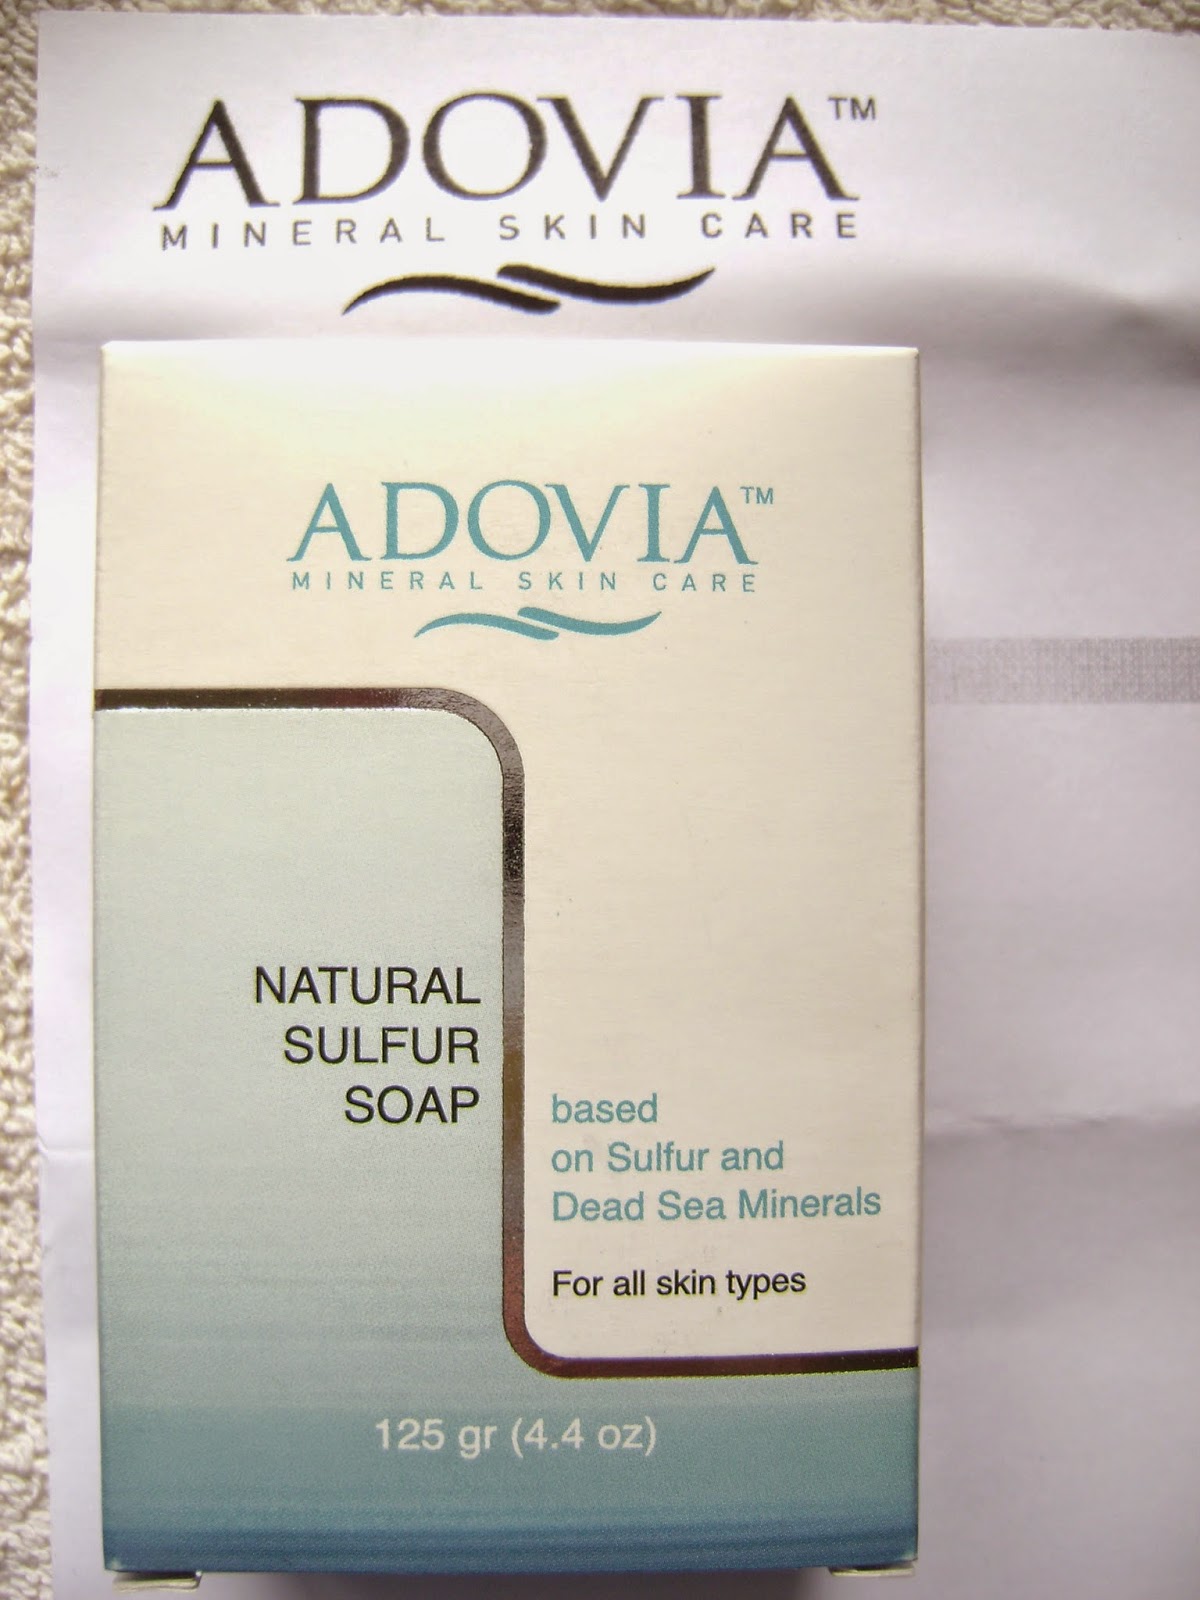 ADOVIA™
MINERAL SKIN CARE
ADOVIA™
MINERAL SKIN CARE
NATURAL
SULFUR
SOAP
based
on Sulfur and
Dead Sea Minerals
For all skin types
125 gr (4.4 oz)